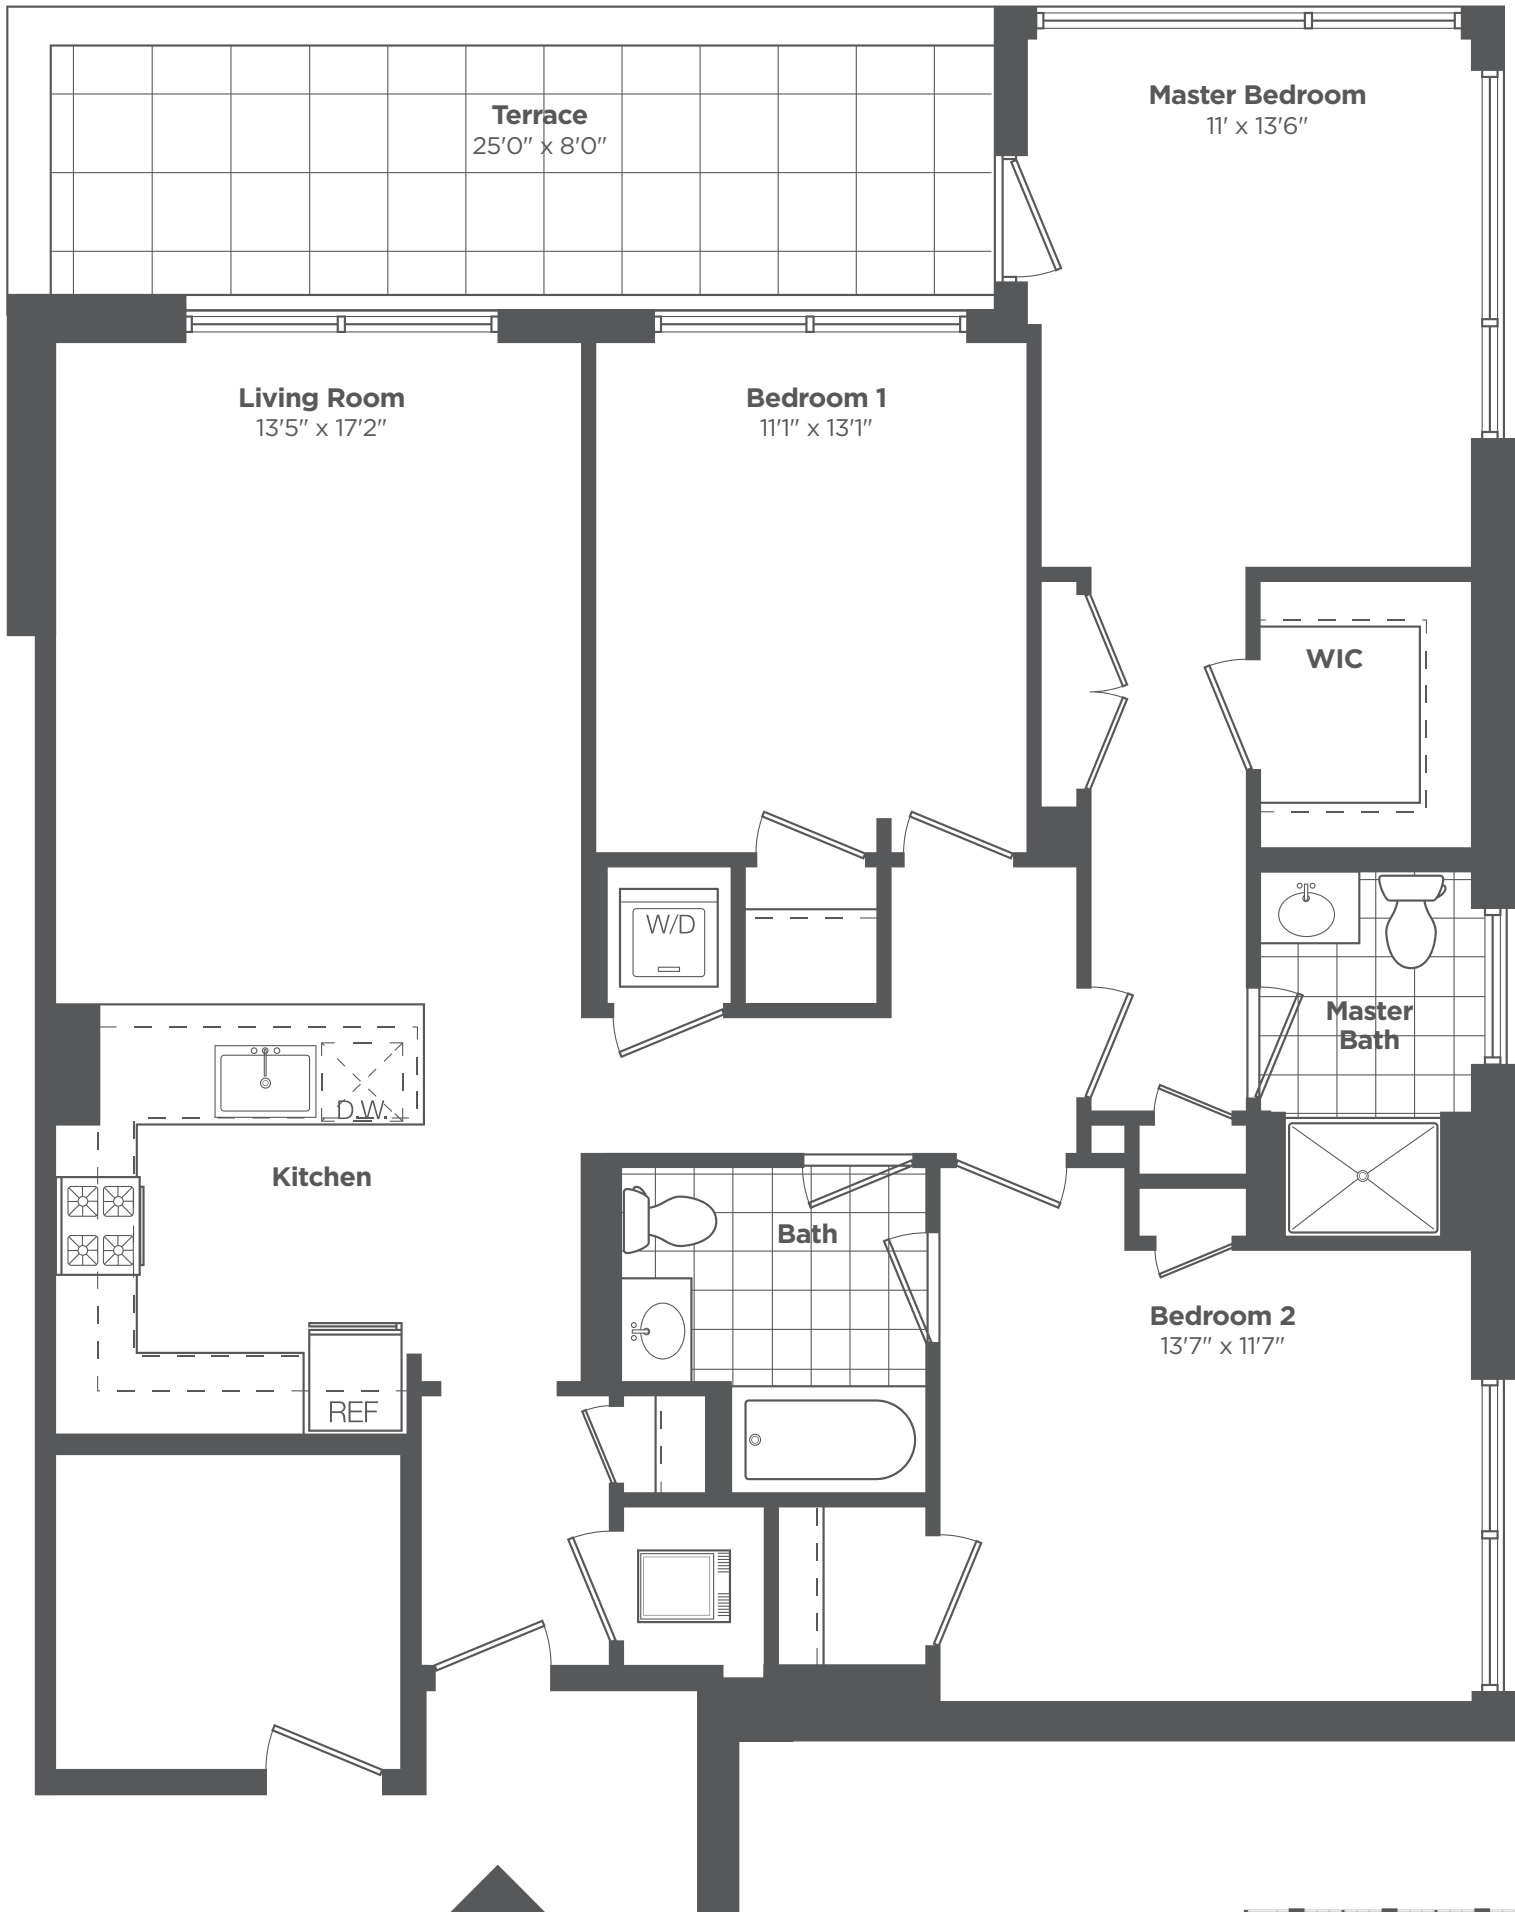 Terrace
25'0" x 8'0"
Master Bedroom
11' x 13'6"
Living Room
13'5" x 17'2"
Bedroom 1
11'1" x 13'1"
WIC
W/D
Master
Bath
D.W.
Kitchen
Bath
Bedroom 2
13'7" x 11'7"
REF